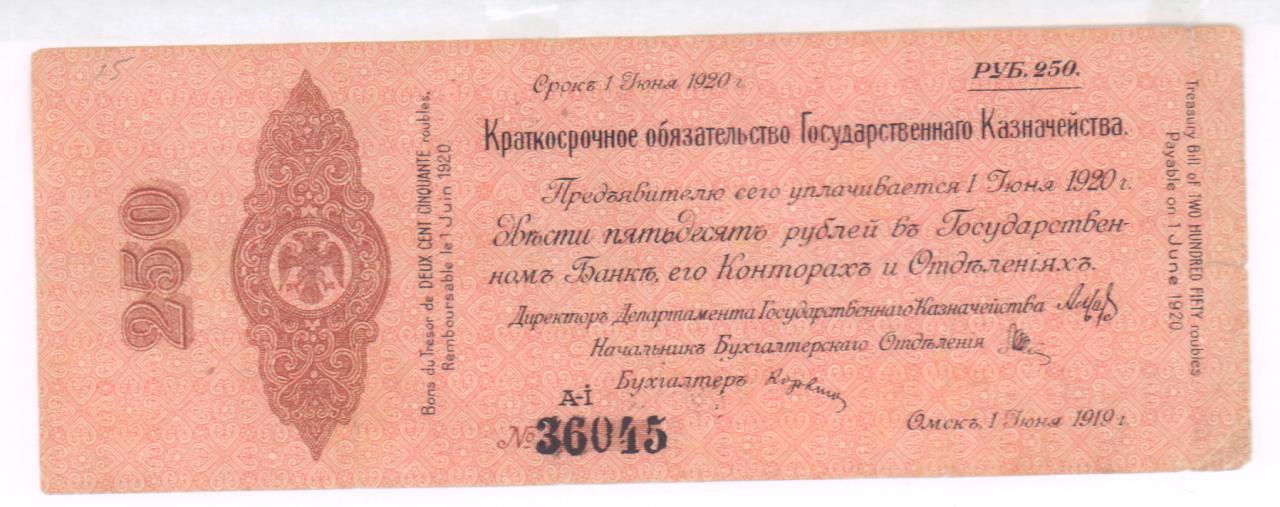 15
250
Bons du Trésor de DEUX CENT CINQUANTE roubles.
Remboursable le 1 Juin 1920
Срокъ 1 Іюня 1920 г.
РУБ. 250.
Краткосрочное обязательство Государственнаго Казначейства.
Предъявителю сего уплачивается 1 Іюня 1920 г.
Двѣсти пятьдесятъ рублей въ Государствен-
номъ Банкѣ, его Конторахъ и Отдѣленіяхъ.
Директоръ Департамента Государственнаго Казначейства
Начальникъ Бухгалтерскаго Отдѣленія
Бухгалтеръ
А-І
№ 36045
Омскъ, 1 Іюня 1919 г.
Treasury Bill of TWO HUNDRED FIFTY roubles
Payable on 1 June 1920